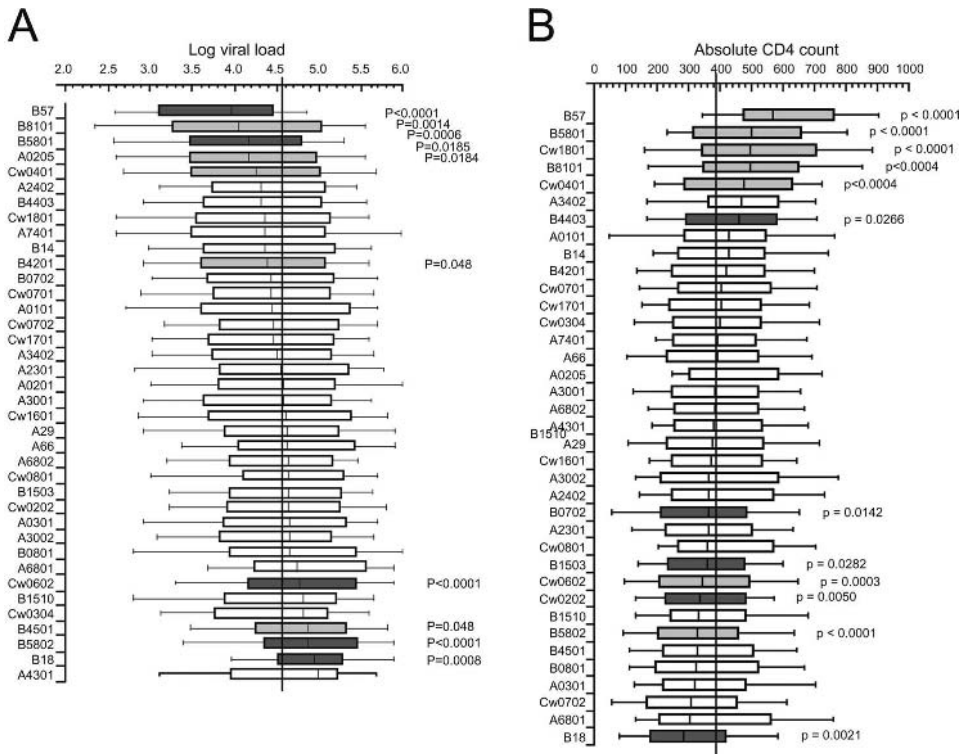 A
B
Log viral load
Absolute CD4 count
2.0 2.5 3.0 3.5 4.0 4.5 5.0 5.5 6.0
0 100 200 300 400 500 600 700 800 900 1000
B57 P<0.0001
B8101 P=0.0014
B5801 P=0.0006
P=0.0185
A0205 P=0.0184
Cw0401
A2402
B4403
Cw1801
A7401
B14
B4201 P=0.048
B0702
Cw0701
A0101
Cw0702
Cw1701
A3402
A2301
A0201
A3001
Cw1601
A29
A66
A6802
Cw0801
B1503
Cw0202
A0301
A3002
B0801
A6801
Cw0602 P<0.0001
B1510
Cw0304
B4501 P=0.048
B5802 P<0.0001
B18 P=0.0008
A4301
B57 p < 0.0001
B5801 p < 0.0001
Cw1801 p < 0.0001
B8101 p<0.0004
Cw0401 p<0.0004
A3402
B4403 p = 0.0266
A0101
B14
B4201
Cw0701
Cw1701
Cw0304
A7401
A66
A0205
A3001
A6802
A4301
B1510
A29
Cw1601
A3002
A2402
B0702 p = 0.0142
A2301
Cw0801
B1503 p = 0.0282
Cw0602 p = 0.0003
Cw0202 p = 0.0050
B1510
B5802 p < 0.0001
B4501
B0801
A0301
Cw0702
A6801
B18 p = 0.0021